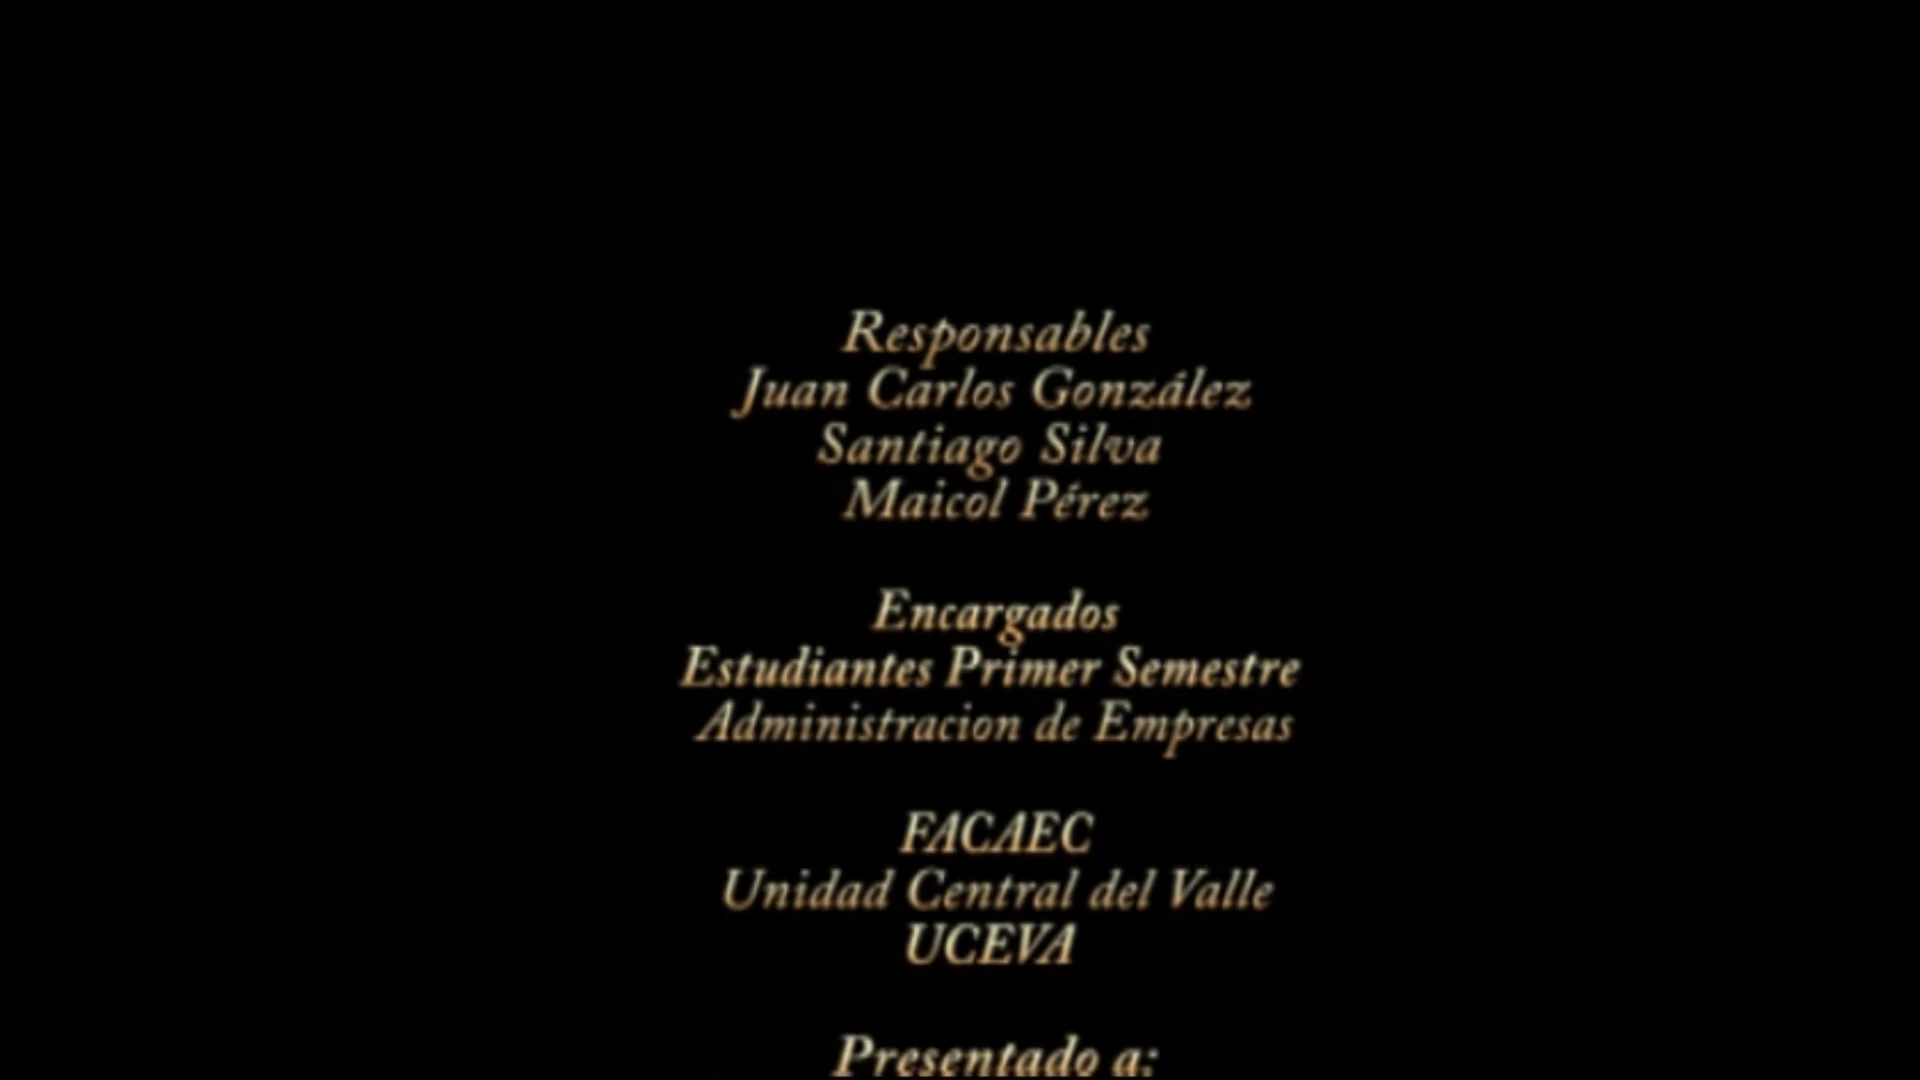 Responsables
Juan Carlos González
Santiago Silva
Maicol Pérez
Encargados
Estudiantes Primer Semestre
Administracion de Empresas
FACAEC
Unidad Central del Valle
UCEVA
Presentado a: